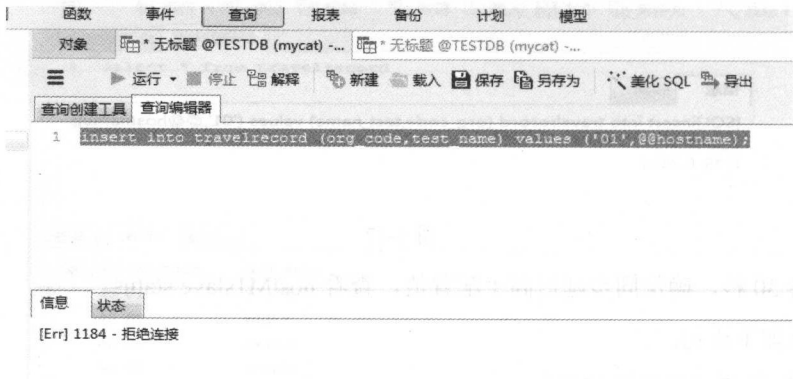 函数 事件 查询 报表 备份 计划 模型
对象 * 无标题 @TESTDB (mycat) -... * 无标题 @TESTDB (mycat) -...
运行 停止 解释 新建 载入 保存 另存为 美化 SQL 导出
查询创建工具 查询编辑器
1 insert into travelrecord (org_code,test_name) values ('01',@@hostname);
信息 状态
[Err] 1184 - 拒绝连接